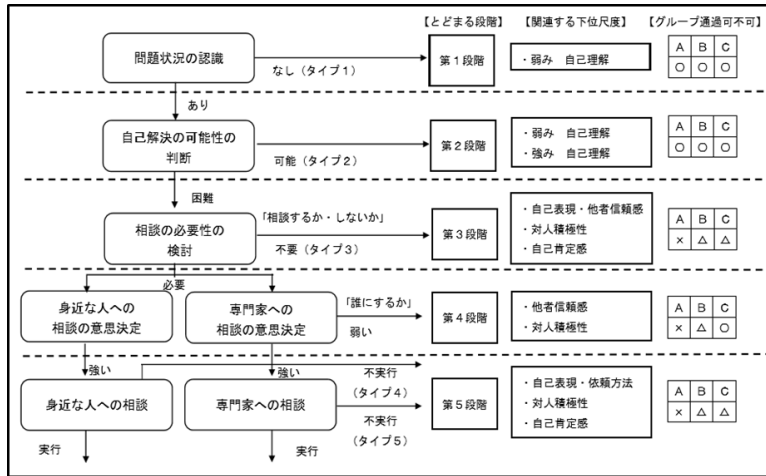 【とどまる段階】 【関連する下位尺度】 【グループ通過可不可】
問題状況の認識
なし（タイプ１）
第１段階
・弱み 自己理解
A B C
○ ○ ○
あり
自己解決の可能性の
判断
可能（タイプ２）
第２段階
・弱み 自己理解
・強み 自己理解
A B C
○ ○ ○
困難
相談の必要性の
検討
「相談するか・しないか」
不要（タイプ３）
第３段階
・自己表現・他者信頼感
・対人積極性
・自己肯定感
A B C
× △ △
必要
身近な人への
相談の意思決定
専門家への
相談の意思決定
「誰にするか」
弱い
第４段階
・他者信頼感
・対人積極性
A B C
× △ ○
強い
強い
不実行
（タイプ４）
身近な人への相談
専門家への相談
不実行
（タイプ５）
第５段階
・自己表現・依頼方法
・対人積極性
・自己肯定感
A B C
× △ △
実行
実行